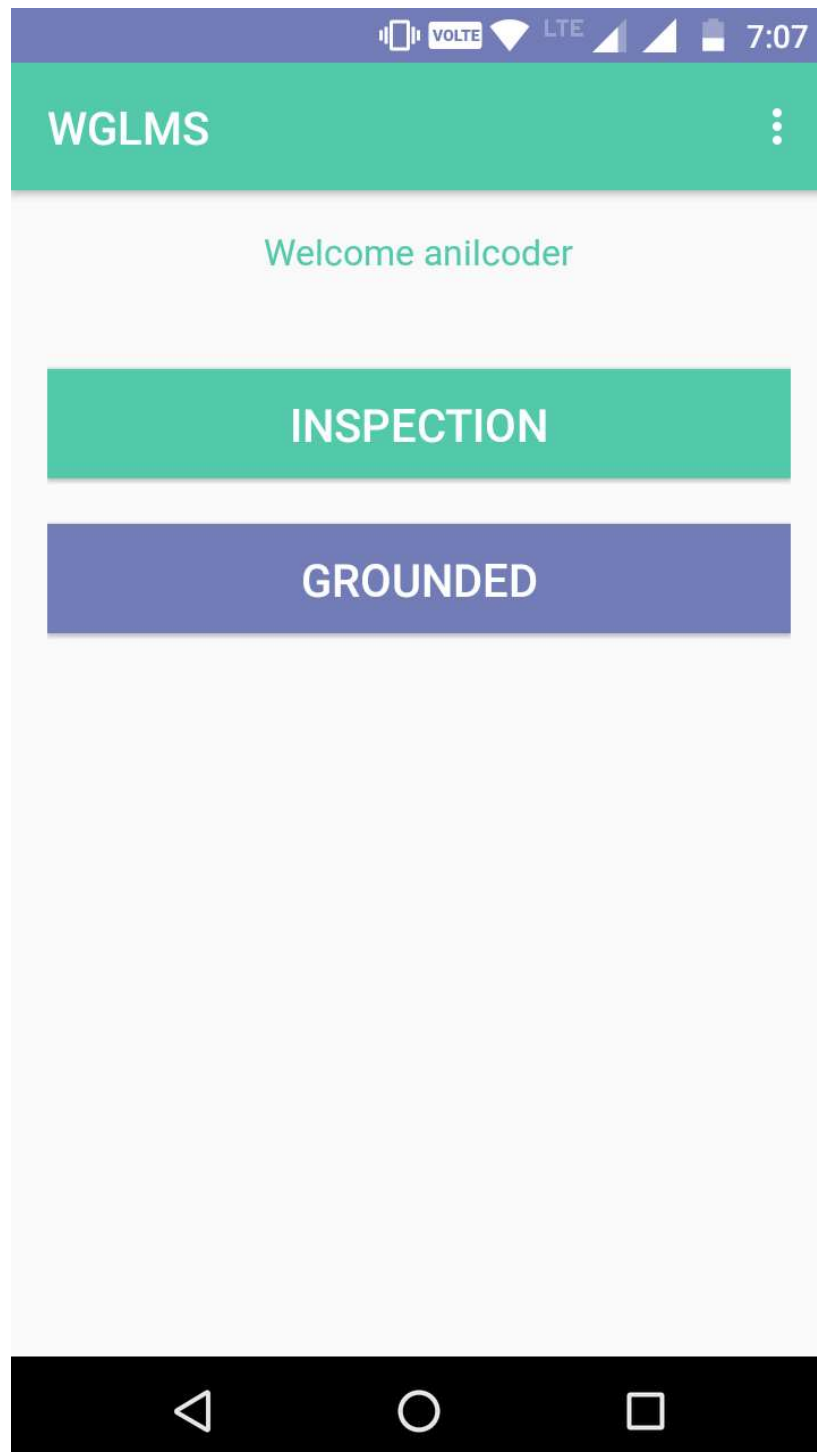 VOLTE LTE 7:07
WGLMS
Welcome anilcoder
INSPECTION
GROUNDED